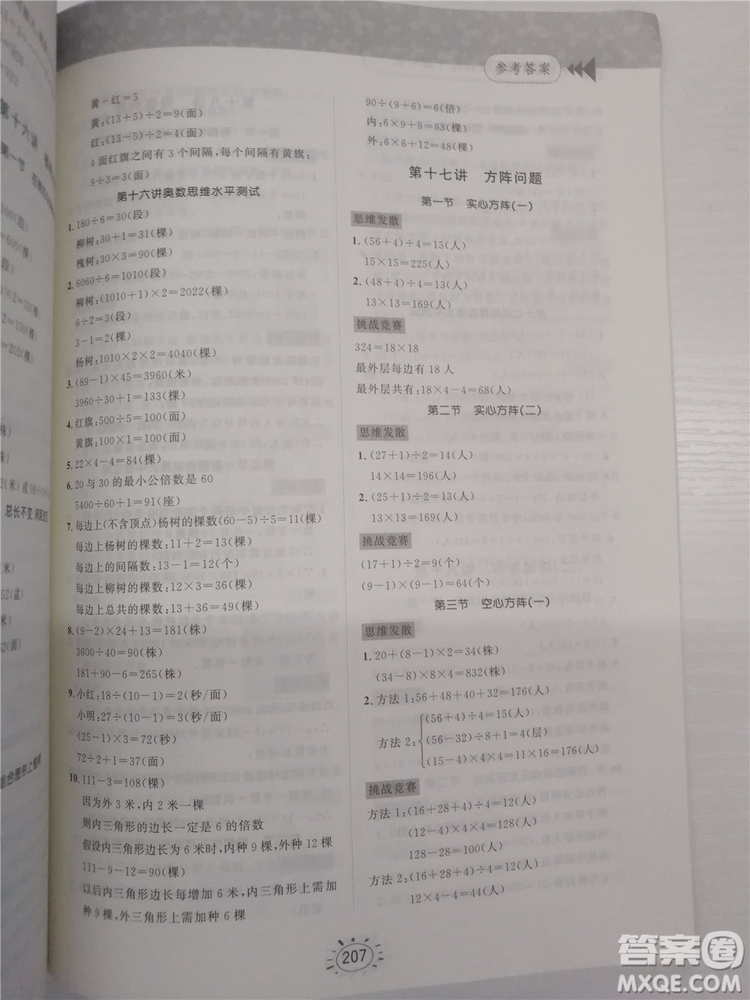 参考答案
黄－红=5
黄:(13+5)÷2=9(面)
红:(13-5)÷2=4(面)
4 面红旗之间有 3 个间隔,每个间隔有黄旗:
9÷3=3(面)
第十六讲奥数思维水平测试
1. 180÷6=30(段)
柳树:30+1=31(棵)
槐树:30×3=90(棵)
2. 6060÷6=1010(段)
柳树:(1010+1)×2=2022(棵)
6÷2=3(段)
3-1=2(棵)
杨树:1010×2×2=4040(棵)
3. (89-1)×45=3960(米)
3960÷30+1=133(棵)
4. 红旗:500÷5=100(面)
黄旗:100×1=100(面)
5. 22×4-4=84(棵)
6. 20 与 30 的最小公倍数是 60
5400÷60+1=91(座)
7. 每边上(不含顶点)杨树的棵数(60-5)÷5=11(棵)
每边上杨树的棵数:11+2=13(棵)
每边上的间隔数:13-1=12(个)
每边上柳树的棵数:12×4=48(棵)
每边上总共的棵数:13+48=61(棵)
8. (9-2)×24+13=181(株)
3600÷40=90(株)
181+90-6=265(株)
9. 小红:18÷(10-1)=2(秒/面)
小明:27÷(10-1)=3(秒/面)
(25-1)×3=72(秒)
72÷2+1=37(面)
10. 111-3=108(棵)
因为外 3 米,内 2 米一棵
则内三角形的边长一定是 6 的倍数
假设内三角形边长为 6 米时,内种 9 棵,外种 12 棵
111-9-12=90(棵)
以后内三角形边长每增加 6 米,内三角形上需加
种 9 棵,外三角形上需加种 6 棵
90÷(9+6)=6(倍)
内:6×9+9=63(棵)
外:6×6+12=48(棵)
第十七讲 方阵问题
第一节 实心方阵(一)
思维发散
1. (56+4)÷4=15(人)
15×15=225(人)
2. (48+4)÷4=13(人)
13×13=169(人)
挑战竞赛
324=18×18
最外层每边有 18 人
最外层共有:18×4-4=68(人)
第二节 实心方阵(二)
思维发散
1. (27+1)÷2=14(人)
14×14=196(人)
2. (25+1)÷2=13(人)
13×13=169(人)
挑战竞赛
(17+1)÷2=9(个)
(9-1)×(9-1)=64(个)
第三节 空心方阵(一)
思维发散
1. 20+(8-1)×2=34(株)
(34-8)×8×4=832(株)
2. 方法 1:56+48+40+32=176(人)
方法 2:
(56+4)÷4=15(人)
(56-32)÷8+1=4(层)
(15-4)×4×4=11×16=176(人)
挑战竞赛
方法 1:(16+28+4)÷4=12(人)
12×12-16=128(人)
128-28=100(人)
方法 2:(16+28+4)÷4=12(人)
12×4-4=44(人)
207
答案圈
MXQE.COM